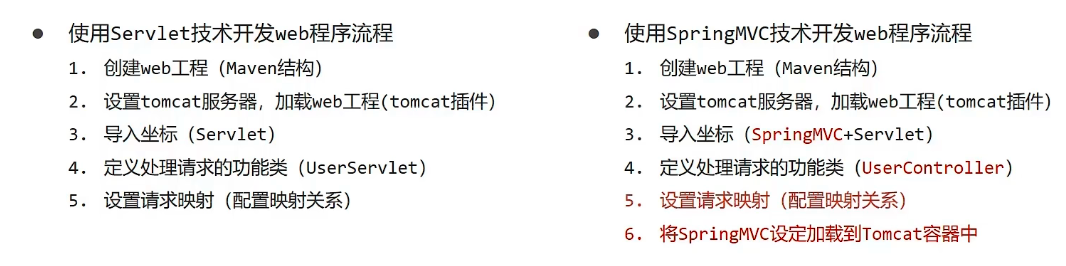 ● 使用Servlet技术开发web程序流程
1. 创建web工程（Maven结构）
2. 设置tomcat服务器，加载web工程(tomcat插件)
3. 导入坐标（Servlet）
4. 定义处理请求的功能类（UserServlet）
5. 设置请求映射（配置映射关系）
● 使用SpringMVC技术开发web程序流程
1. 创建web工程（Maven结构）
2. 设置tomcat服务器，加载web工程(tomcat插件)
3. 导入坐标（SpringMVC+Servlet）
4. 定义处理请求的功能类（UserController）
5. 设置请求映射（配置映射关系）
6. 将SpringMVC设定加载到Tomcat容器中